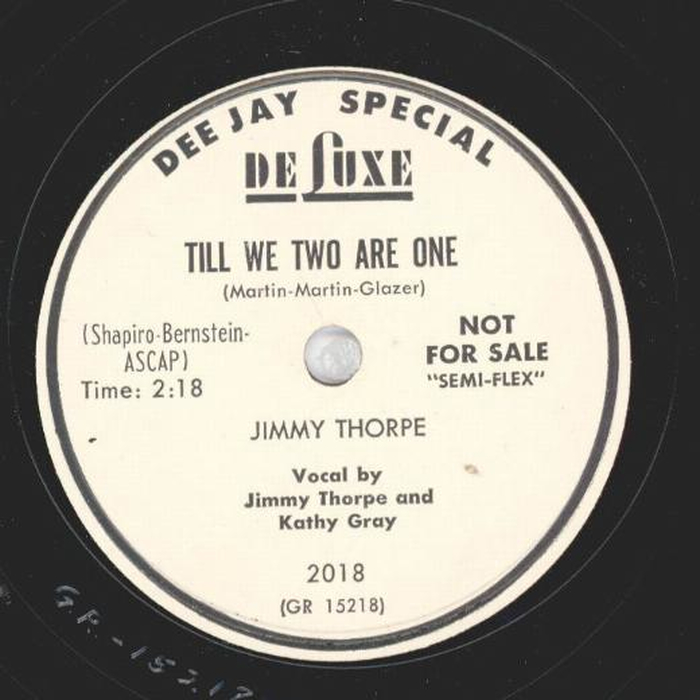 DEE JAY SPECIAL
DE LUXE
TILL WE TWO ARE ONE
(Martin-Martin-Glazer)
(Shapiro-Bernstein-
ASCAP)
Time: 2:18
NOT
FOR SALE
"SEMI-FLEX"
JIMMY THORPE
Vocal by
Jimmy Thorpe and
Kathy Gray
2018
(GR 15218)